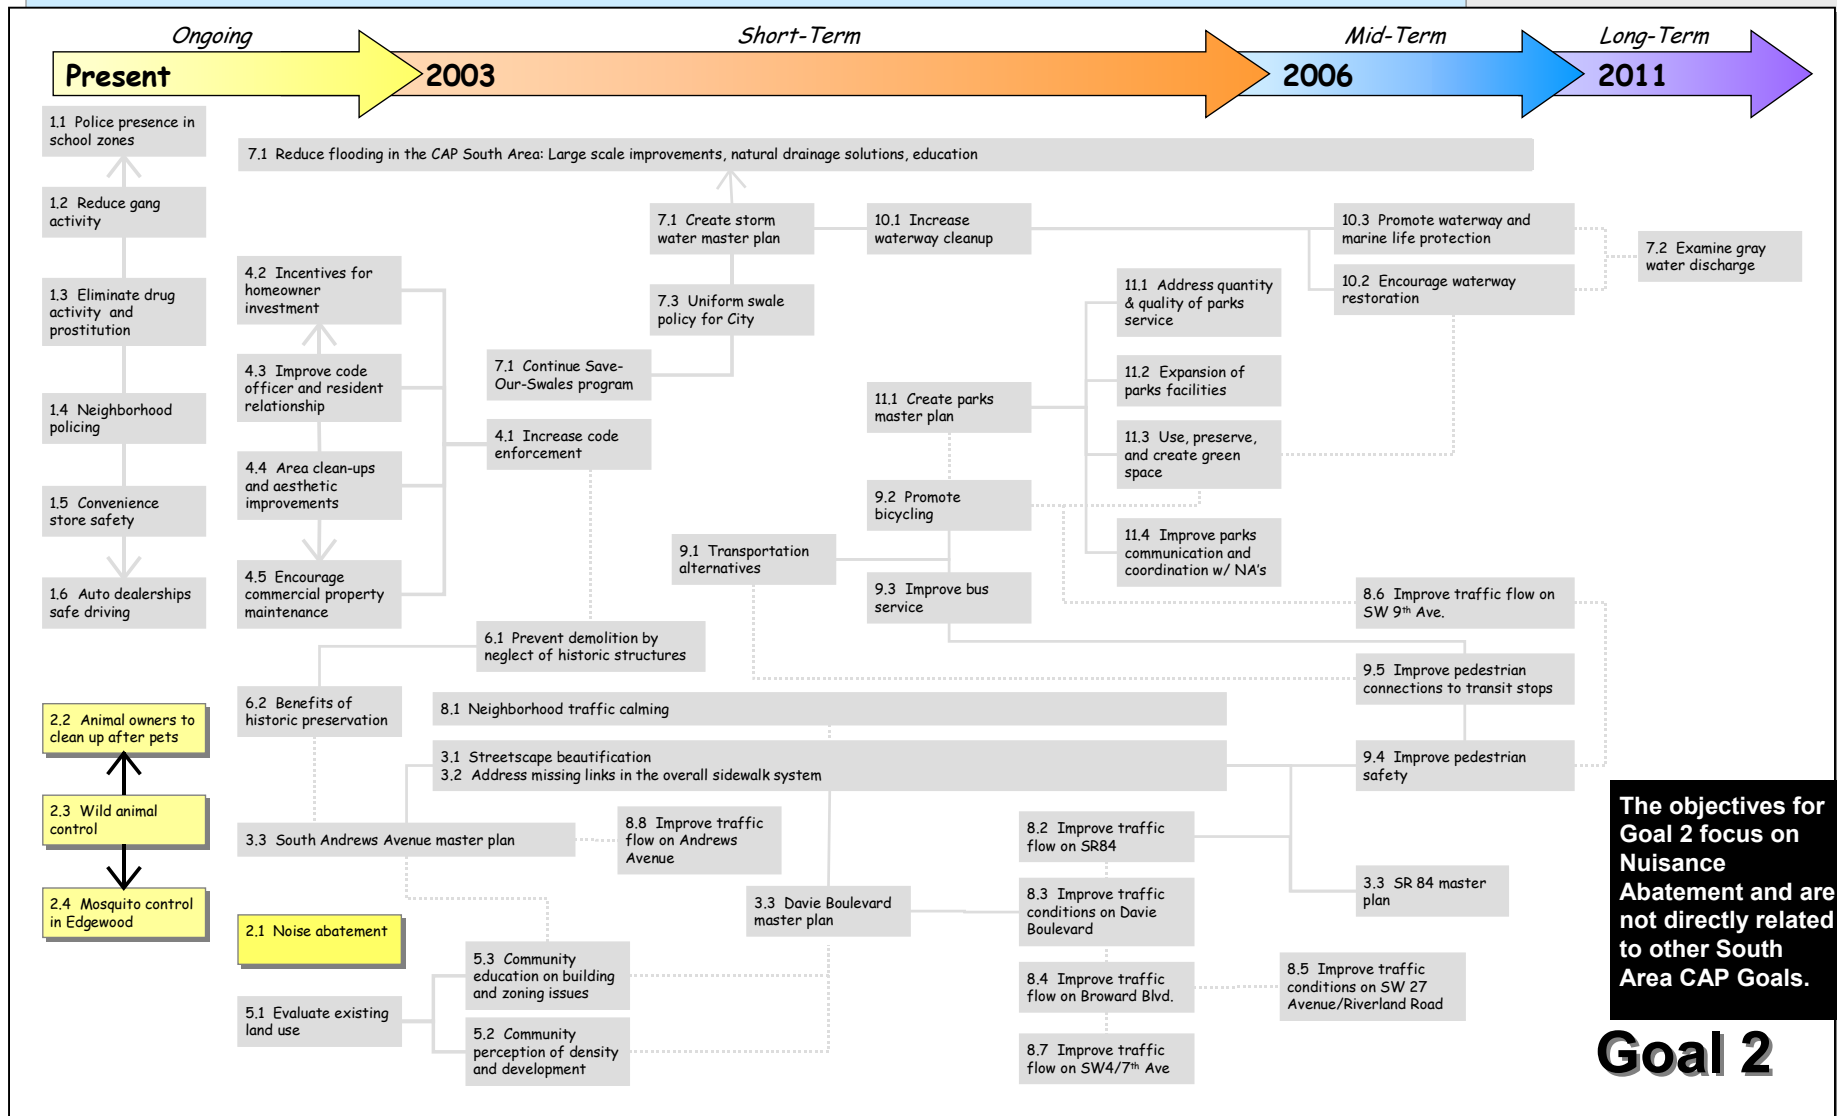 Ongoing
Short-Term
Mid-Term
Long-Term
Present
2003
2006
2011
1.1 Police presence in
school zones
7.1 Reduce flooding in the CAP South Area: Large scale improvements, natural drainage solutions, education
1.2 Reduce gang
activity
7.1 Create storm
water master plan
10.1 Increase
waterway cleanup
10.3 Promote waterway and
marine life protection
7.2 Examine gray
water discharge
4.2 Incentives for
homeowner
investment
10.2 Encourage waterway
restoration
11.1 Address quantity
& quality of parks
service
1.3 Eliminate drug
activity and
prostitution
7.3 Uniform swale
policy for City
4.3 Improve code
officer and resident
relationship
7.1 Continue Save-
Our-Swales program
11.2 Expansion of
parks facilities
11.1 Create parks
master plan
1.4 Neighborhood
policing
4.1 Increase code
enforcement
11.3 Use, preserve,
and create green
space
4.4 Area clean-ups
and aesthetic
improvements
1.5 Convenience
store safety
9.2 Promote
bicycling
11.4 Improve parks
communication and
coordination w/ NA's
9.1 Transportation
alternatives
4.5 Encourage
commercial property
maintenance
1.6 Auto dealerships
safe driving
9.3 Improve bus
service
8.6 Improve traffic flow on
SW 9th Ave.
6.1 Prevent demolition by
neglect of historic structures
9.5 Improve pedestrian
connections to transit stops
6.2 Benefits of
historic preservation
8.1 Neighborhood traffic calming
2.2 Animal owners to
clean up after pets
3.1 Streetscape beautification
3.2 Address missing links in the overall sidewalk system
9.4 Improve pedestrian
safety
2.3 Wild animal
control
3.3 South Andrews Avenue master plan
8.8 Improve traffic
flow on Andrews
Avenue
8.2 Improve traffic
flow on SR84
The objectives for
Goal 2 focus on
Nuisance
Abatement and are
not directly related
to other South
Area CAP Goals.
2.4 Mosquito control
in Edgewood
3.3 Davie Boulevard
master plan
8.3 Improve traffic
conditions on Davie
Boulevard
3.3 SR 84 master
plan
2.1 Noise abatement
5.3 Community
education on building
and zoning issues
8.4 Improve traffic
flow on Broward Blvd.
8.5 Improve traffic
conditions on SW 27
Avenue/Riverland Road
5.1 Evaluate existing
land use
5.2 Community
perception of density
and development
8.7 Improve traffic
flow on SW4/7th Ave
Goal 2